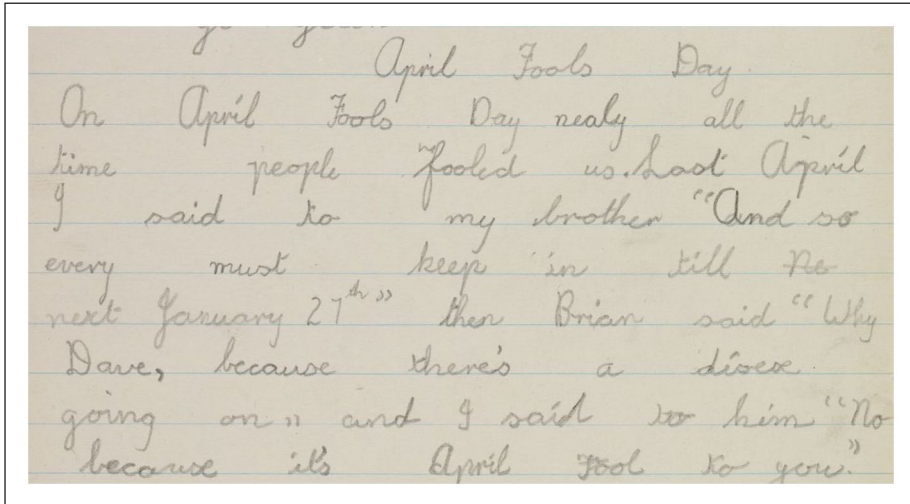 April Fools Day.
On April Fools Day nealy all the
time people fooled us. Last April
I said to my brother "And so
every must keep in till ne
next January 27th" then Brian said "Why
Dave, because there's a disese
going on" and I said to him "No
because it's April Fool to you."